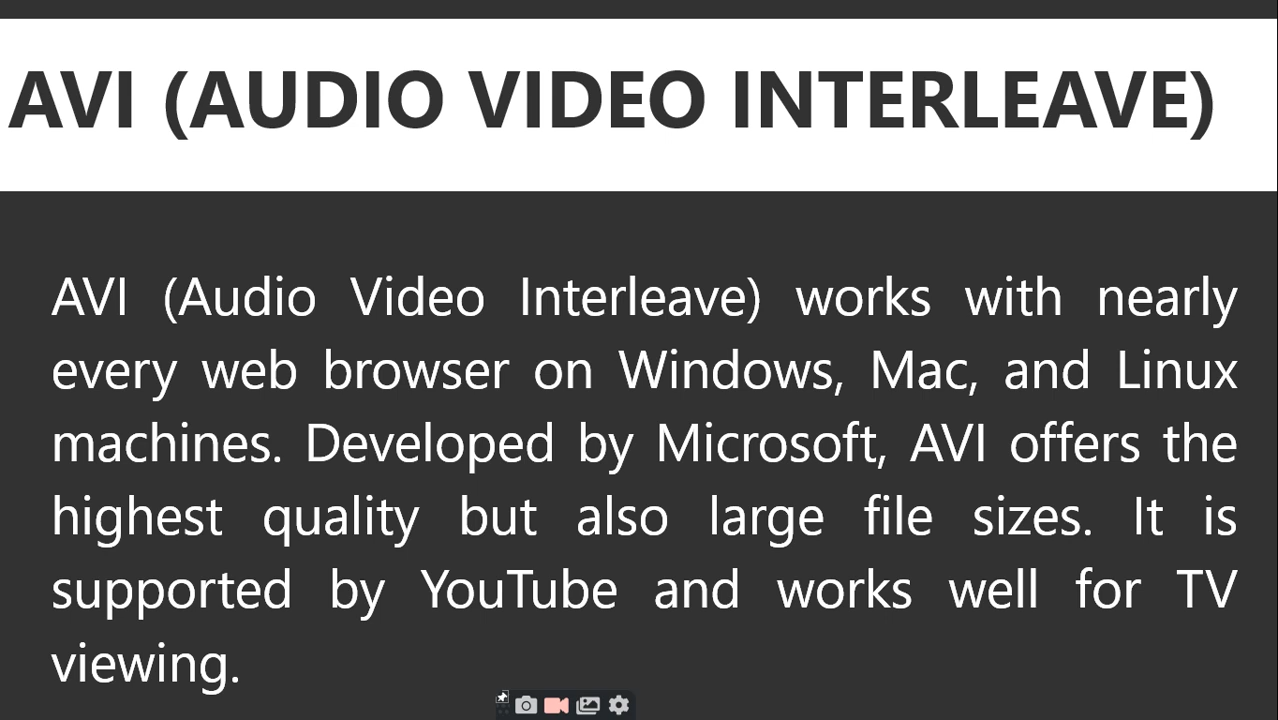 AVI (AUDIO VIDEO INTERLEAVE)
AVI (Audio Video Interleave) works with nearly
every web browser on Windows, Mac, and Linux
machines. Developed by Microsoft, AVI offers the
highest quality but also large file sizes. It is
supported by YouTube and works well for TV
viewing.